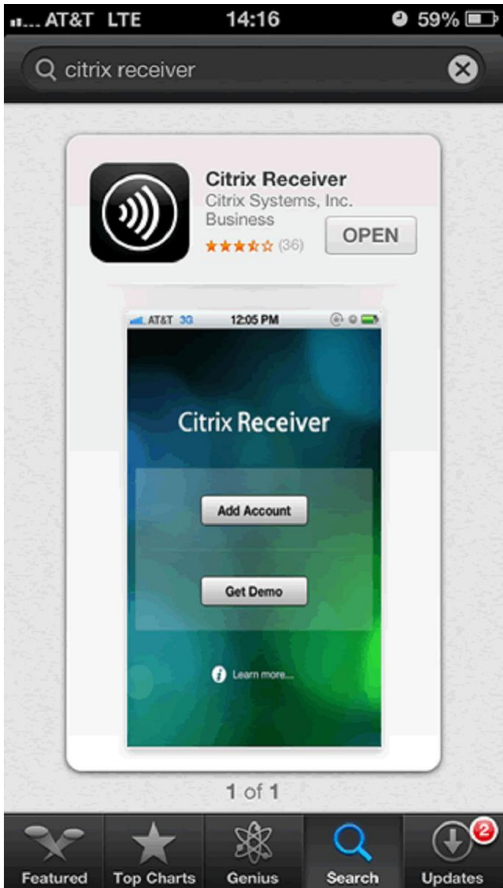 AT&T LTE 14:16 59%
citrix receiver
Citrix Receiver
Citrix Systems, Inc.
Business
(36)
OPEN
AT&T 3G 12:05 PM
Citrix Receiver
Add Account
Get Demo
i Learn more...
1 of 1
2
Featured Top Charts Genius Search Updates